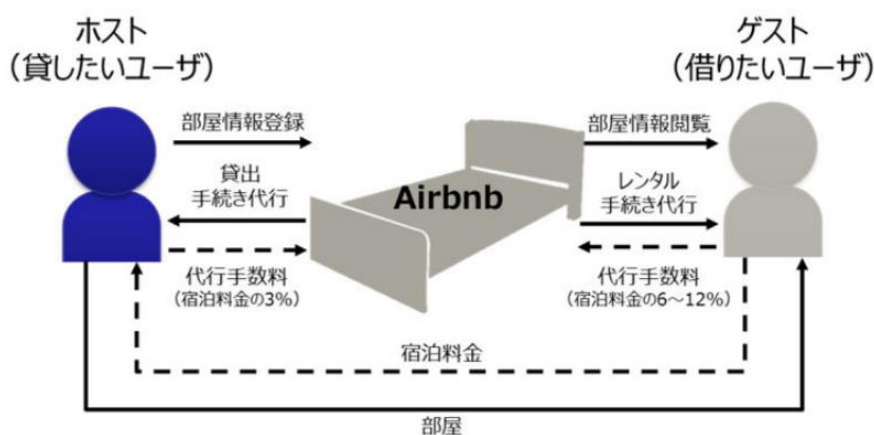 ホスト
（貸したいユーザ）
ゲスト
（借りたいユーザ）
部屋情報登録
貸出
手続き代行
代行手数料
（宿泊料金の3%）
Airbnb
部屋情報閲覧
レンタル
手続き代行
代行手数料
（宿泊料金の6～12%）
宿泊料金
部屋